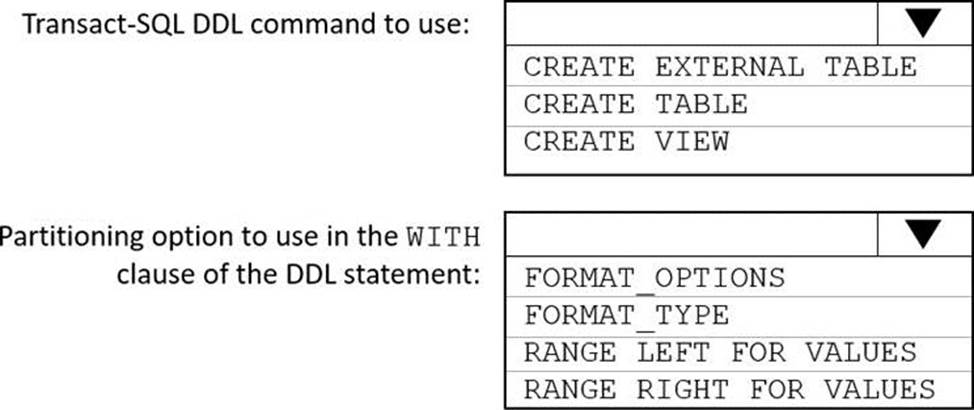 Transact-SQL DDL command to use:
CREATE EXTERNAL TABLE
CREATE TABLE
CREATE VIEW
Partitioning option to use in the WITH
clause of the DDL statement:
FORMAT_OPTIONS
FORMAT_TYPE
RANGE LEFT FOR VALUES
RANGE RIGHT FOR VALUES